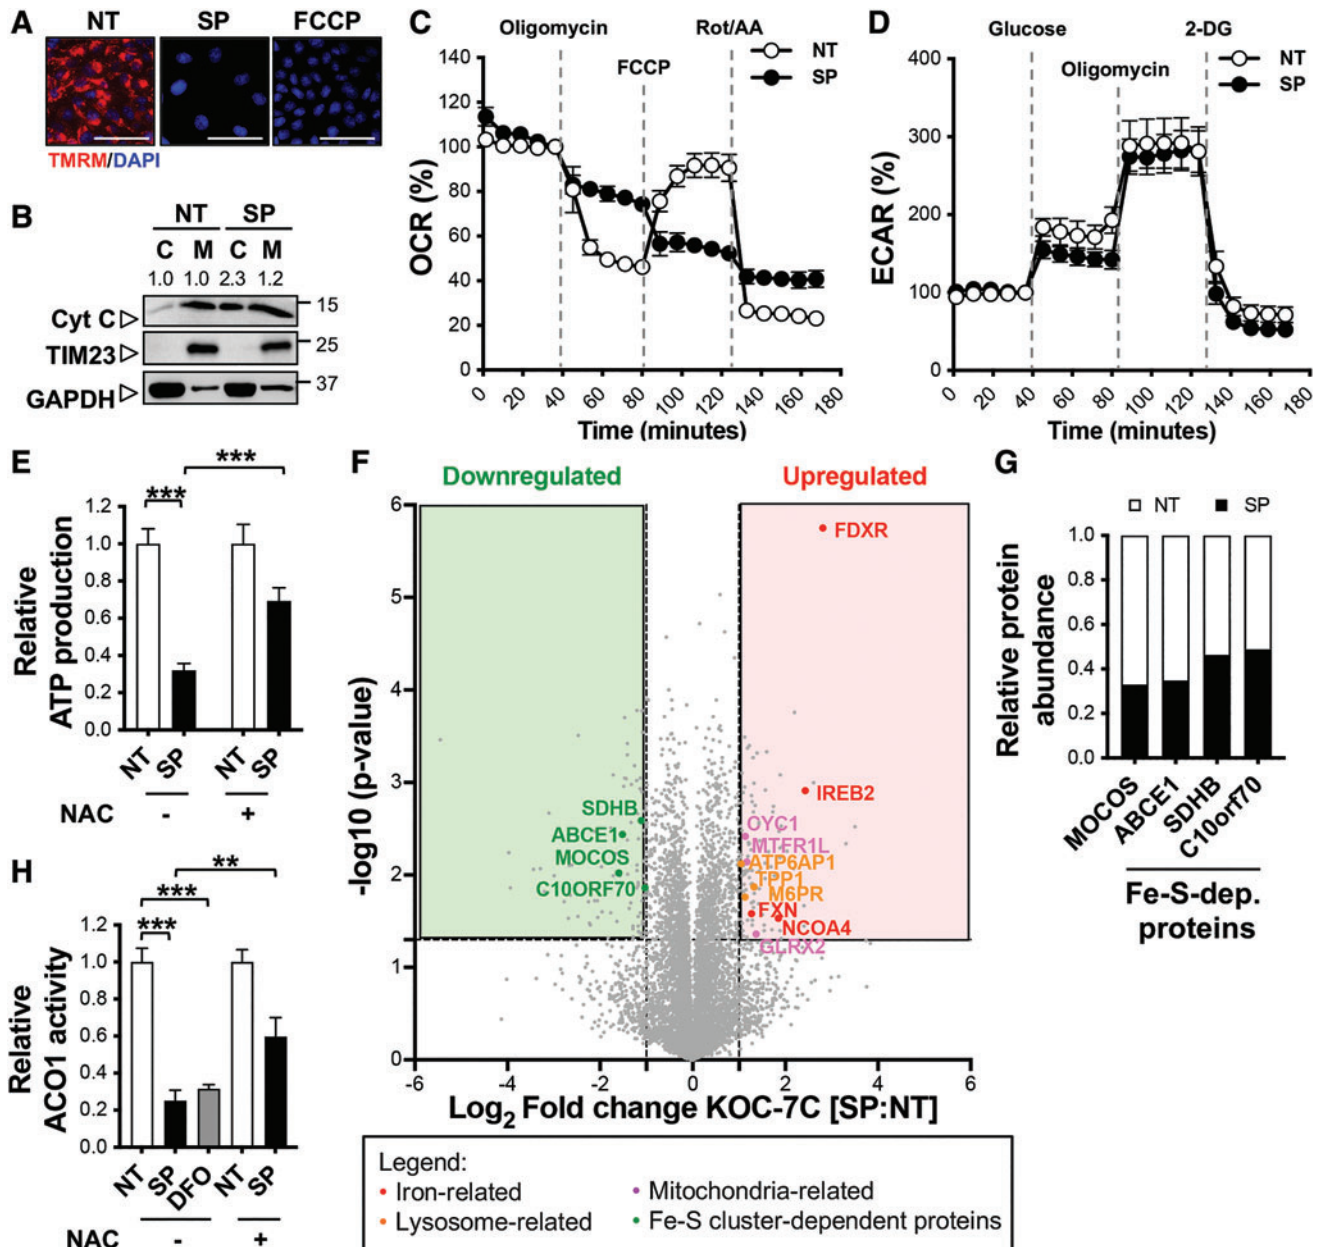 A
NT SP FCCP
TMRM/DAPI
B
NT SP
C M C M
1.0 1.0 2.3 1.2
Cyt C 15
TIM23 25
GAPDH 37
C
Oligomycin Rot/AA
FCCP
NT
SP
OCR (%)
140
120
100
80
60
40
20
0
0 20 40 60 80 100 120 140 160 180
Time (minutes)
D
Glucose 2-DG
Oligomycin
NT
SP
ECAR (%)
400
300
200
100
0
0 20 40 60 80 100 120 140 160 180
Time (minutes)
E
*** ***
Relative
ATP production
1.2
1.0
0.8
0.6
0.4
0.2
0.0
NT SP NT SP
NAC - +
F
Downregulated Upregulated
-log10 (p-value)
6
5
4
3
2
1
0
FDXR
IREB2
SDHB
ABCE1
MOCOS
C10ORF70
OYC1
MTFR1L
ATP6AP1
TPP1
M6PR
FXN
NCOA4
GLRX2
-6 -4 -2 0 2 4 6
Log2 Fold change KOC-7C [SP:NT]
Legend:
Iron-related
Lysosome-related
Mitochondria-related
Fe-S cluster-dependent proteins
G
NT SP
Relative protein
abundance
1.0
0.8
0.6
0.4
0.2
0.0
MOCOS ABCE1 SDHB C10orf70
Fe-S-dep.
proteins
H
** *** ***
Relative
ACO1 activity
1.2
1.0
0.8
0.6
0.4
0.2
0.0
NT SP DFO NT SP
NAC - +